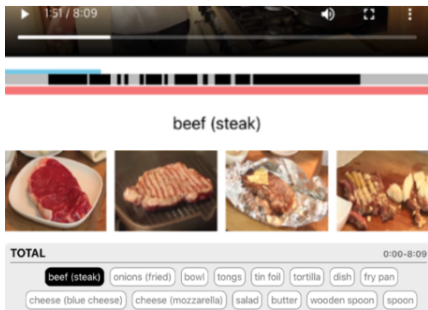 1:51 / 8:09
beef (steak)
TOTAL 0:00-8:09
beef (steak) onions (fried) bowl tongs tin foil tortilla dish fry pan
cheese (blue cheese) cheese (mozzarella) salad butter wooden spoon spoon